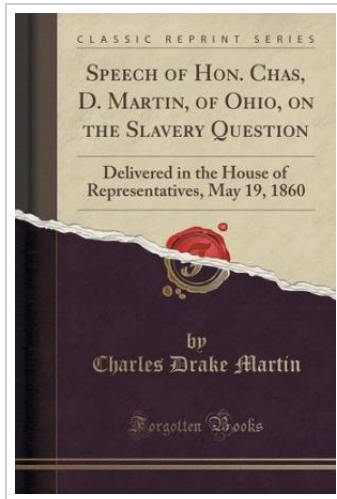 CLASSIC REPRINT SERIES
SPEECH OF HON. CHAS,
D. MARTIN, OF OHIO, ON
THE SLAVERY QUESTION
Delivered in the House of
Representatives, May 19, 1860
by
Charles Drake Martin
Forgotten Books